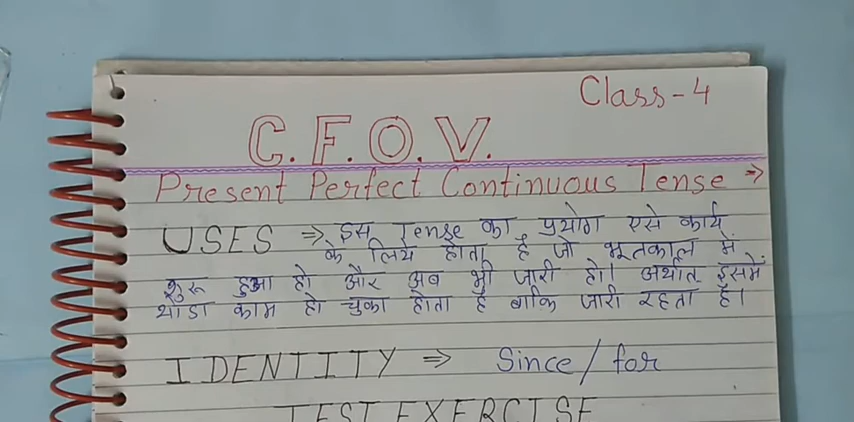 Class-4
C.F.O.V.
Present Perfect Continuous Tense ⇒
USES ⇒ इस Tense का प्रयोग एसे कार्य
के लिये होता है जो भूतकाल में
शुरू हुआ हो और अब भी जारी हो। अर्थात् इसमें
थोडा काम हो चुका होता है बाकि जारी रहता है।
IDENTITY ⇒ Since/for
TEST EXERCISE